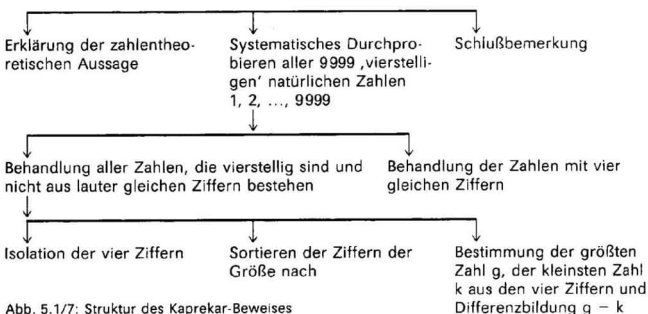 Erklärung der zahlentheo-
retischen Aussage
Systematisches Durchpro-
bieren aller 9999 ‚vierstelli-
gen' natürlichen Zahlen
1, 2, ..., 9999
Schlußbemerkung
Behandlung aller Zahlen, die vierstellig sind und
nicht aus lauter gleichen Ziffern bestehen
Behandlung der Zahlen mit vier
gleichen Ziffern
Isolation der vier Ziffern
Sortieren der Ziffern der
Größe nach
Bestimmung der größten
Zahl g, der kleinsten Zahl
k aus den vier Ziffern und
Differenzbildung g – k
Abb. 5.1/7: Struktur des Kaprekar-Beweises